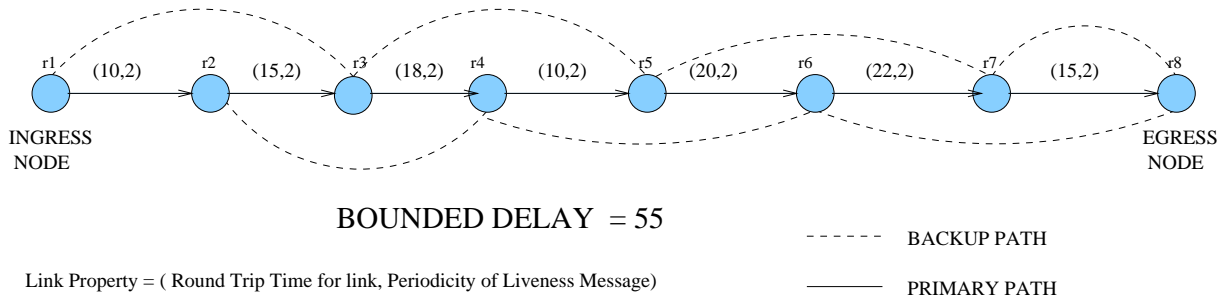 r1 r2 r3 r4 r5 r6 r7 r8
(10,2) (15,2) (18,2) (10,2) (20,2) (22,2) (15,2)
INGRESS
NODE
EGRESS
NODE
BOUNDED DELAY = 55
BACKUP PATH
Link Property = ( Round Trip Time for link, Periodicity of Liveness Message)
PRIMARY PATH